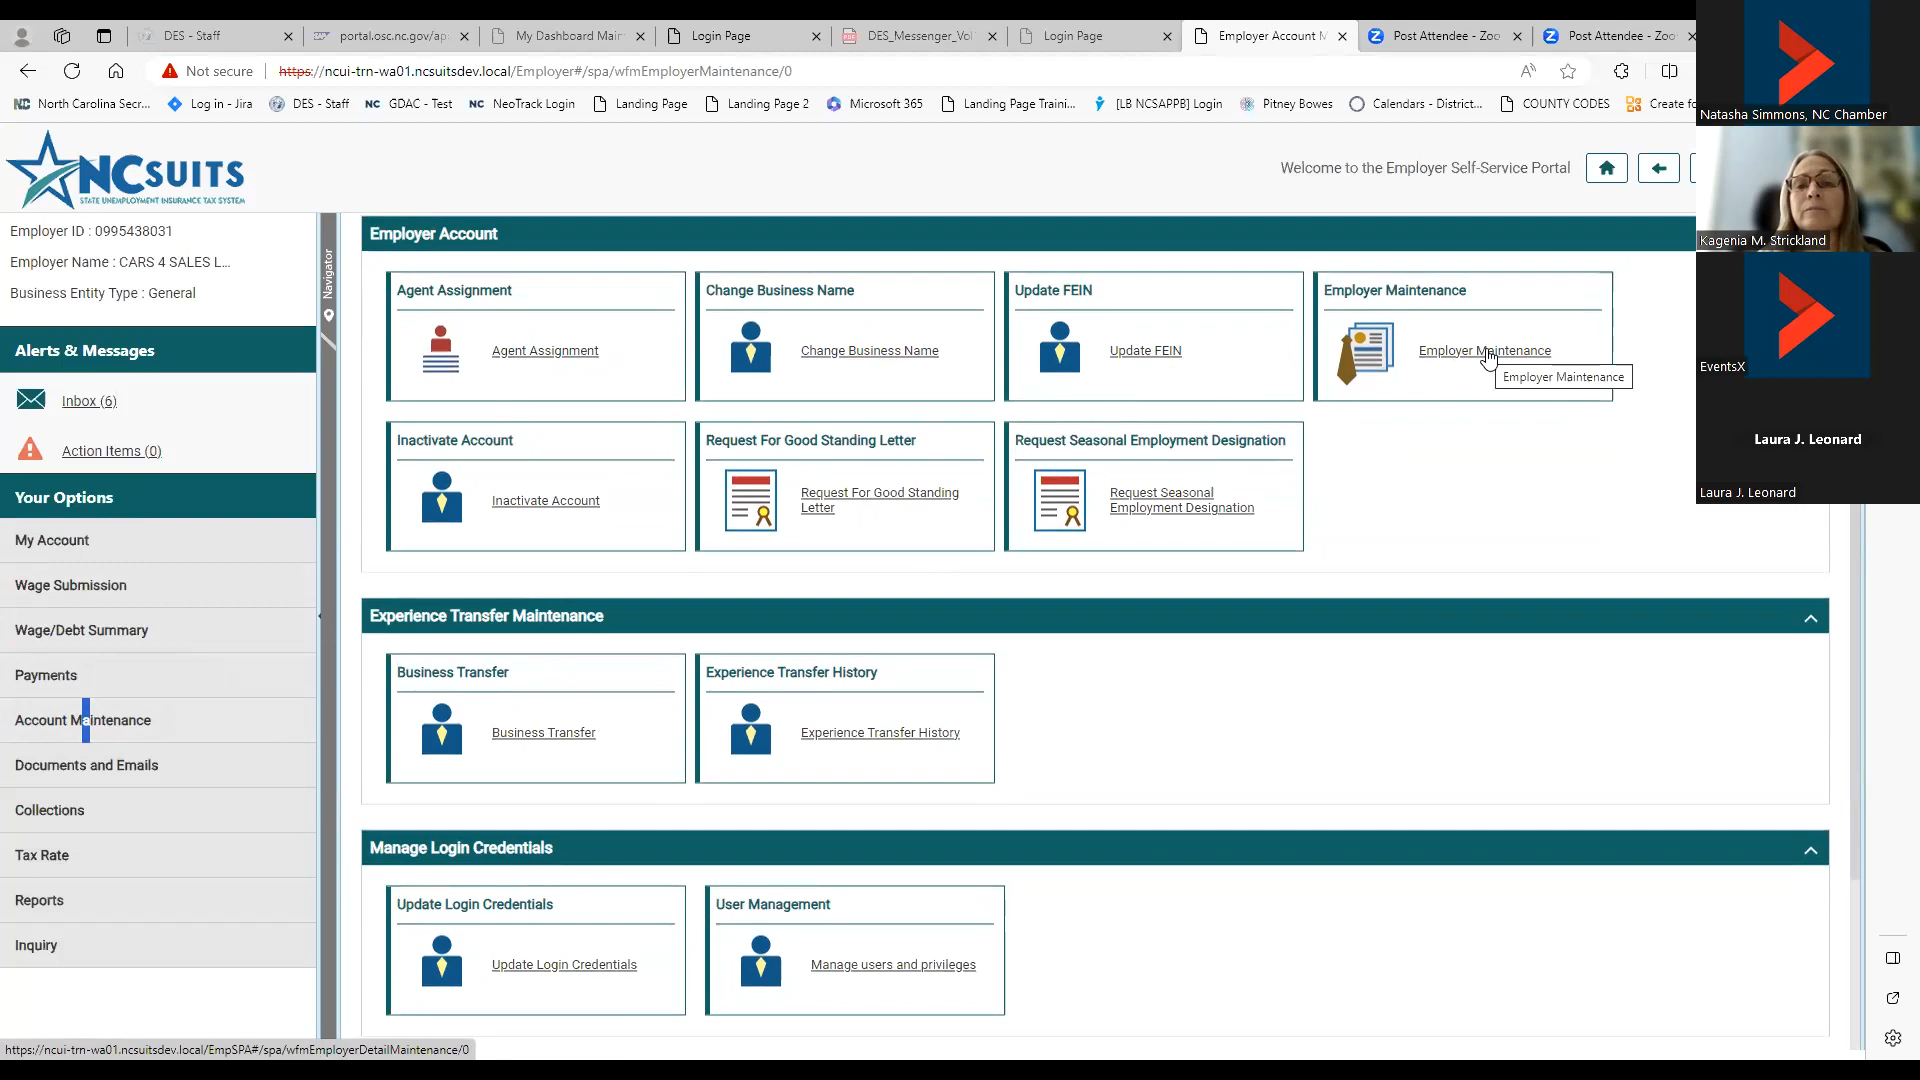 DES - Staff
portal.osc.nc.gov/ap
My Dashboard Main
Login Page
DES_Messenger_Vol
Login Page
Employer Account M
Post Attendee - Zoo
Post Attendee - Zoo
Not secure
https://ncui-trn-wa01.ncsuitsdev.local/Employer#/spa/wfmEmployerMaintenance/0
North Carolina Secr...
Log in - Jira
DES - Staff
NC GDAC - Test
NC NeoTrack Login
Landing Page
Landing Page 2
Microsoft 365
Landing Page Traini...
[LB NCSAPPB] Login
Pitney Bowes
Calendars - District...
COUNTY CODES
Create fo
NCSUITS
STATE UNEMPLOYMENT INSURANCE TAX SYSTEM
Welcome to the Employer Self-Service Portal
Employer ID : 0995438031
Employer Name : CARS 4 SALES L...
Business Entity Type : General
Alerts & Messages
Inbox (6)
Action Items (0)
Your Options
My Account
Wage Submission
Wage/Debt Summary
Payments
Account Maintenance
Documents and Emails
Collections
Tax Rate
Reports
Inquiry
Navigator
Employer Account
Agent Assignment
Agent Assignment
Change Business Name
Change Business Name
Update FEIN
Update FEIN
Employer Maintenance
Employer Maintenance
Employer Maintenance
Inactivate Account
Inactivate Account
Request For Good Standing Letter
Request For Good Standing
Letter
Request Seasonal Employment Designation
Request Seasonal
Employment Designation
Experience Transfer Maintenance
Business Transfer
Business Transfer
Experience Transfer History
Experience Transfer History
Manage Login Credentials
Update Login Credentials
Update Login Credentials
User Management
Manage users and privileges
https://ncui-trn-wa01.ncsuitsdev.local/EmpSPA#/spa/wfmEmployerDetailMaintenance/0
Natasha Simmons, NC Chamber
Kagenia M. Strickland
EventsX
Laura J. Leonard
Laura J. Leonard